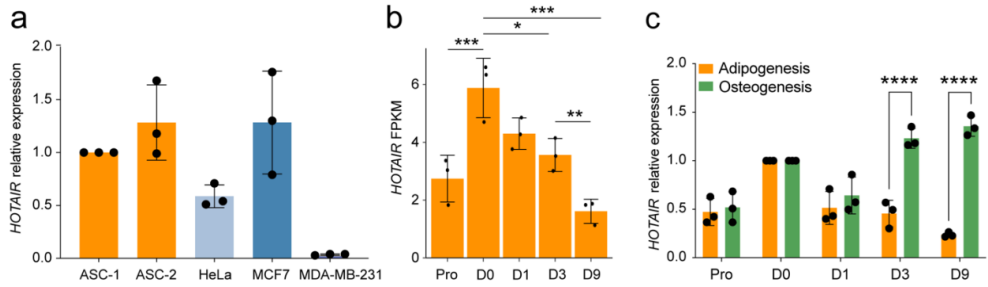 a
HOTAIR relative expression
2.0
1.5
1.0
0.5
0.0
ASC-1 ASC-2 HeLa MCF7 MDA-MB-231
b
HOTAIR FPKM
6
4
2
0
***
*
***
**
Pro D0 D1 D3 D9
c
HOTAIR relative expression
2.0
1.5
1.0
0.5
0.0
Adipogenesis
Osteogenesis
**** ****
Pro D0 D1 D3 D9